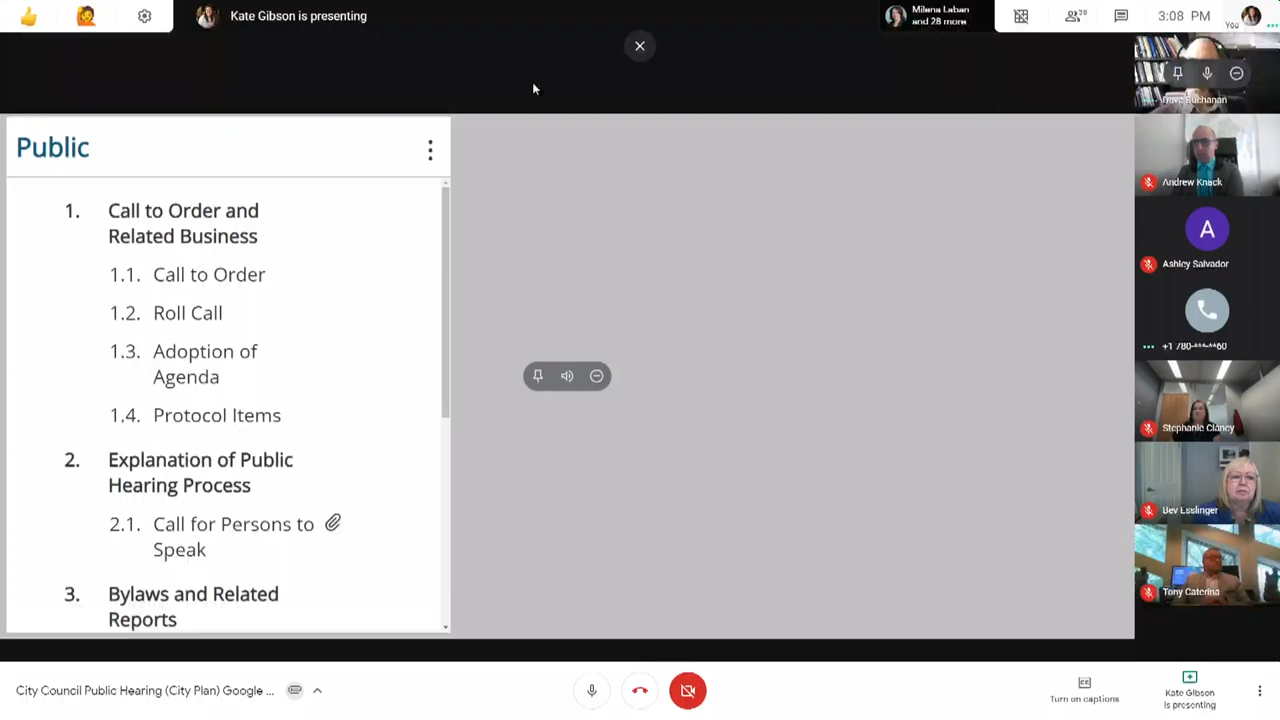 Kate Gibson is presenting
Milena Laban
and 28 more
38
3:08 PM
You
Dave Buchanan
Public
1. Call to Order and
Related Business
1.1. Call to Order
1.2. Roll Call
1.3. Adoption of
Agenda
1.4. Protocol Items
2. Explanation of Public
Hearing Process
2.1. Call for Persons to
Speak
3. Bylaws and Related
Reports
Andrew Knack
A
Ashley Salvador
+1 780-***-**60
Stephanie Clancy
Bev Esslinger
Tony Caterina
City Council Public Hearing (City Plan) Google ...
Turn on captions
Kate Gibson
is presenting